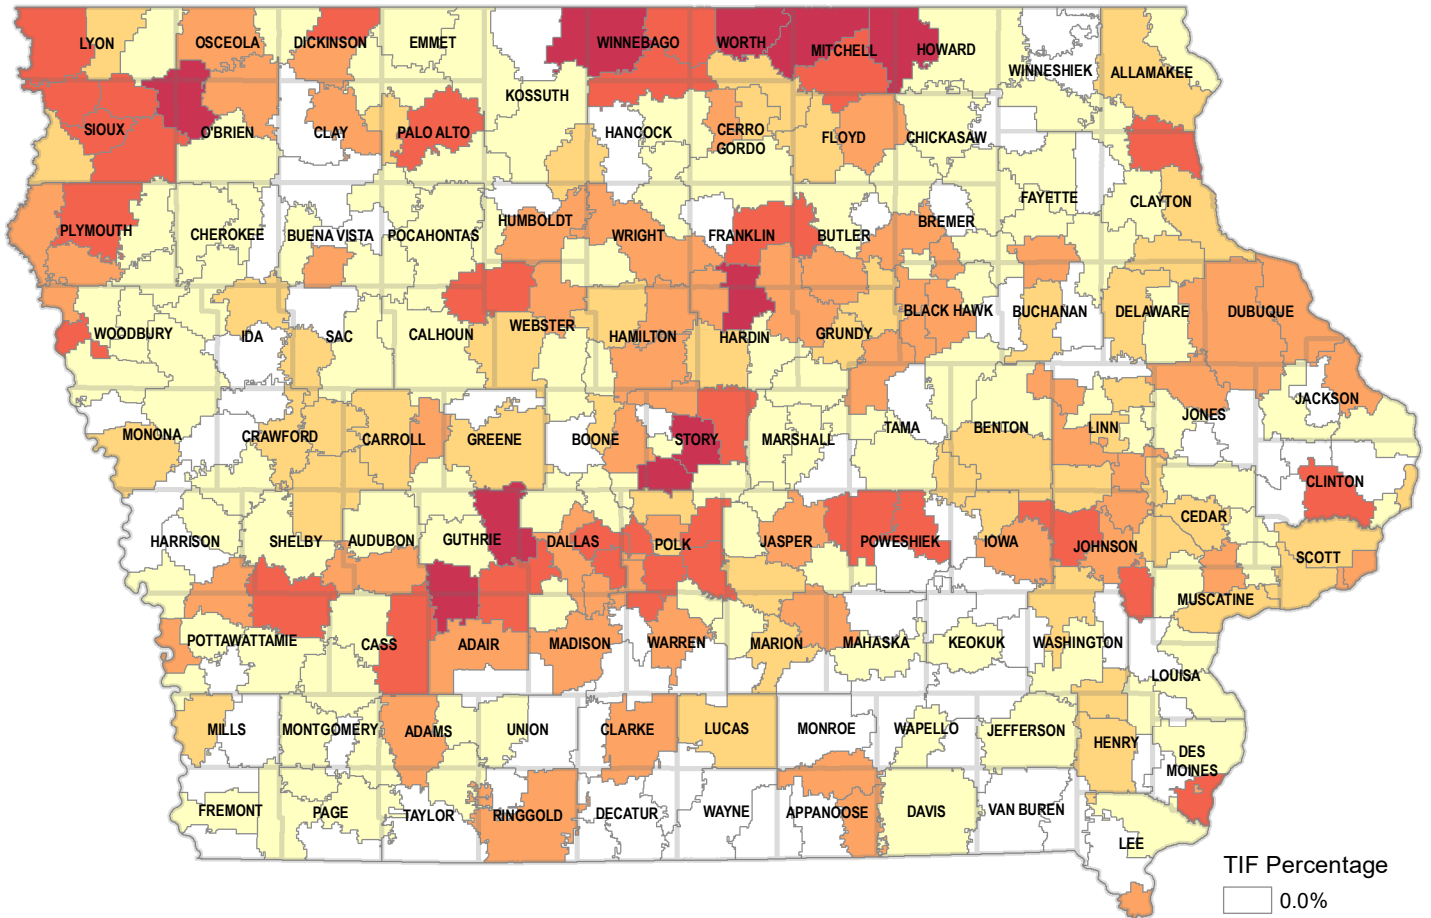 LYON
OSCEOLA
DICKINSON
EMMET
WINNEBAGO
WORTH
MITCHELL
HOWARD
WINNESHIEK
ALLAMAKEE
KOSSUTH
SIOUX
O'BRIEN
CLAY
PALO ALTO
HANCOCK
CERRO
GORDO
FLOYD
CHICKASAW
FAYETTE
CLAYTON
PLYMOUTH
CHEROKEE
BUENA VISTA
POCAHONTAS
HUMBOLDT
WRIGHT
FRANKLIN
BUTLER
BREMER
WOODBURY
IDA
SAC
CALHOUN
WEBSTER
HAMILTON
HARDIN
GRUNDY
BLACK HAWK
BUCHANAN
DELAWARE
DUBUQUE
MONONA
CRAWFORD
CARROLL
GREENE
BOONE
STORY
MARSHALL
TAMA
BENTON
LINN
JONES
JACKSON
CLINTON
HARRISON
SHELBY
AUDUBON
GUTHRIE
DALLAS
POLK
JASPER
POWESHIEK
IOWA
JOHNSON
CEDAR
SCOTT
MUSCATINE
POTTAWATTAMIE
CASS
ADAIR
MADISON
WARREN
MARION
MAHASKA
KEOKUK
WASHINGTON
LOUISA
MILLS
MONTGOMERY
ADAMS
UNION
CLARKE
LUCAS
MONROE
WAPELLO
JEFFERSON
HENRY
DES
MOINES
FREMONT
PAGE
TAYLOR
RINGGOLD
DECATUR
WAYNE
APPANOOSE
DAVIS
VAN BUREN
LEE
TIF Percentage
0.0%